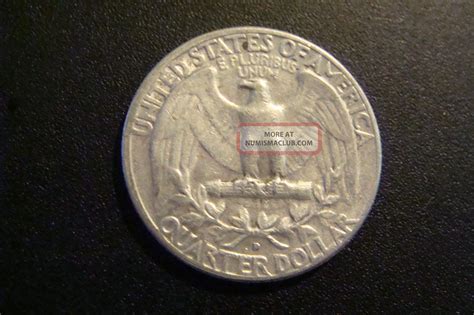 UNITED STATES OF AMERICA
E PLURIBUS
UNUM
MORE AT
NUMISMACLUB.COM
D
QUARTER DOLLAR